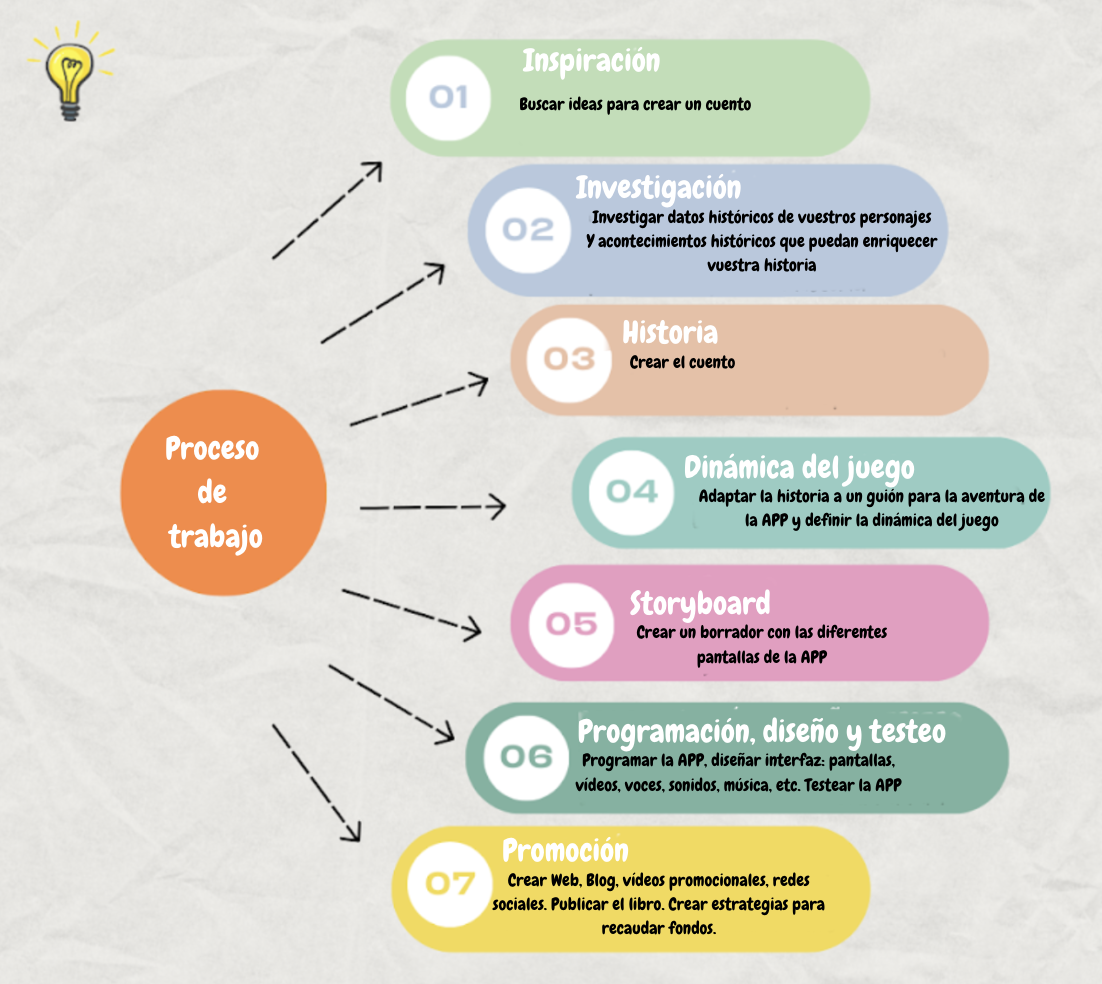 Proceso
de
trabajo
01
Inspiración
Buscar ideas para crear un cuento
02
Investigación
Investigar datos históricos de vuestros personajes
Y acontecimientos históricos que puedan enriquecer
vuestra historia
03
Historia
Crear el cuento
04
Dinámica del juego
Adaptar la historia a un guión para la aventura de
la APP y definir la dinámica del juego
05
Storyboard
Crear un borrador con las diferentes
pantallas de la APP
06
Programación, diseño y testeo
Programar la APP, diseñar interfaz: pantallas,
vídeos, voces, sonidos, música, etc. Testear la APP
07
Promoción
Crear Web, Blog, vídeos promocionales, redes
sociales. Publicar el libro. Crear estrategias para
recaudar fondos.